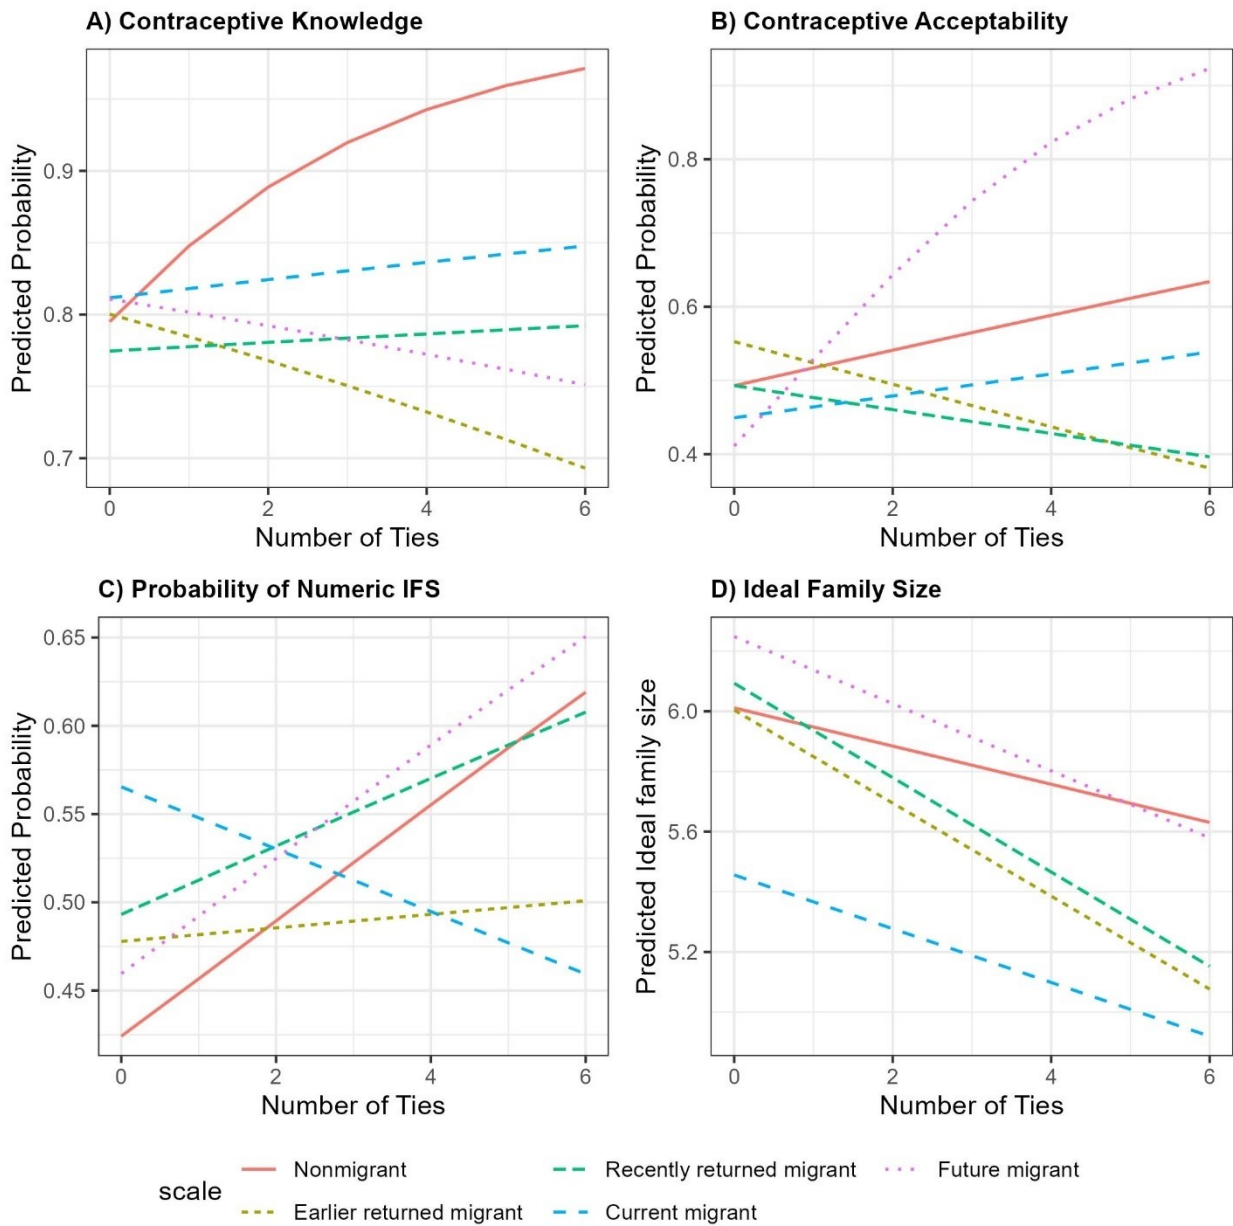 A) Contraceptive Knowledge
Predicted Probability
0.9
0.8
0.7
0 2 4 6
Number of Ties
B) Contraceptive Acceptability
Predicted Probability
0.8
0.6
0.4
0 2 4 6
Number of Ties
C) Probability of Numeric IFS
Predicted Probability
0.65
0.60
0.55
0.50
0.45
0 2 4 6
Number of Ties
D) Ideal Family Size
Predicted Ideal family size
6.0
5.6
5.2
0 2 4 6
Number of Ties
scale
Nonmigrant
Earlier returned migrant
Recently returned migrant
Current migrant
Future migrant